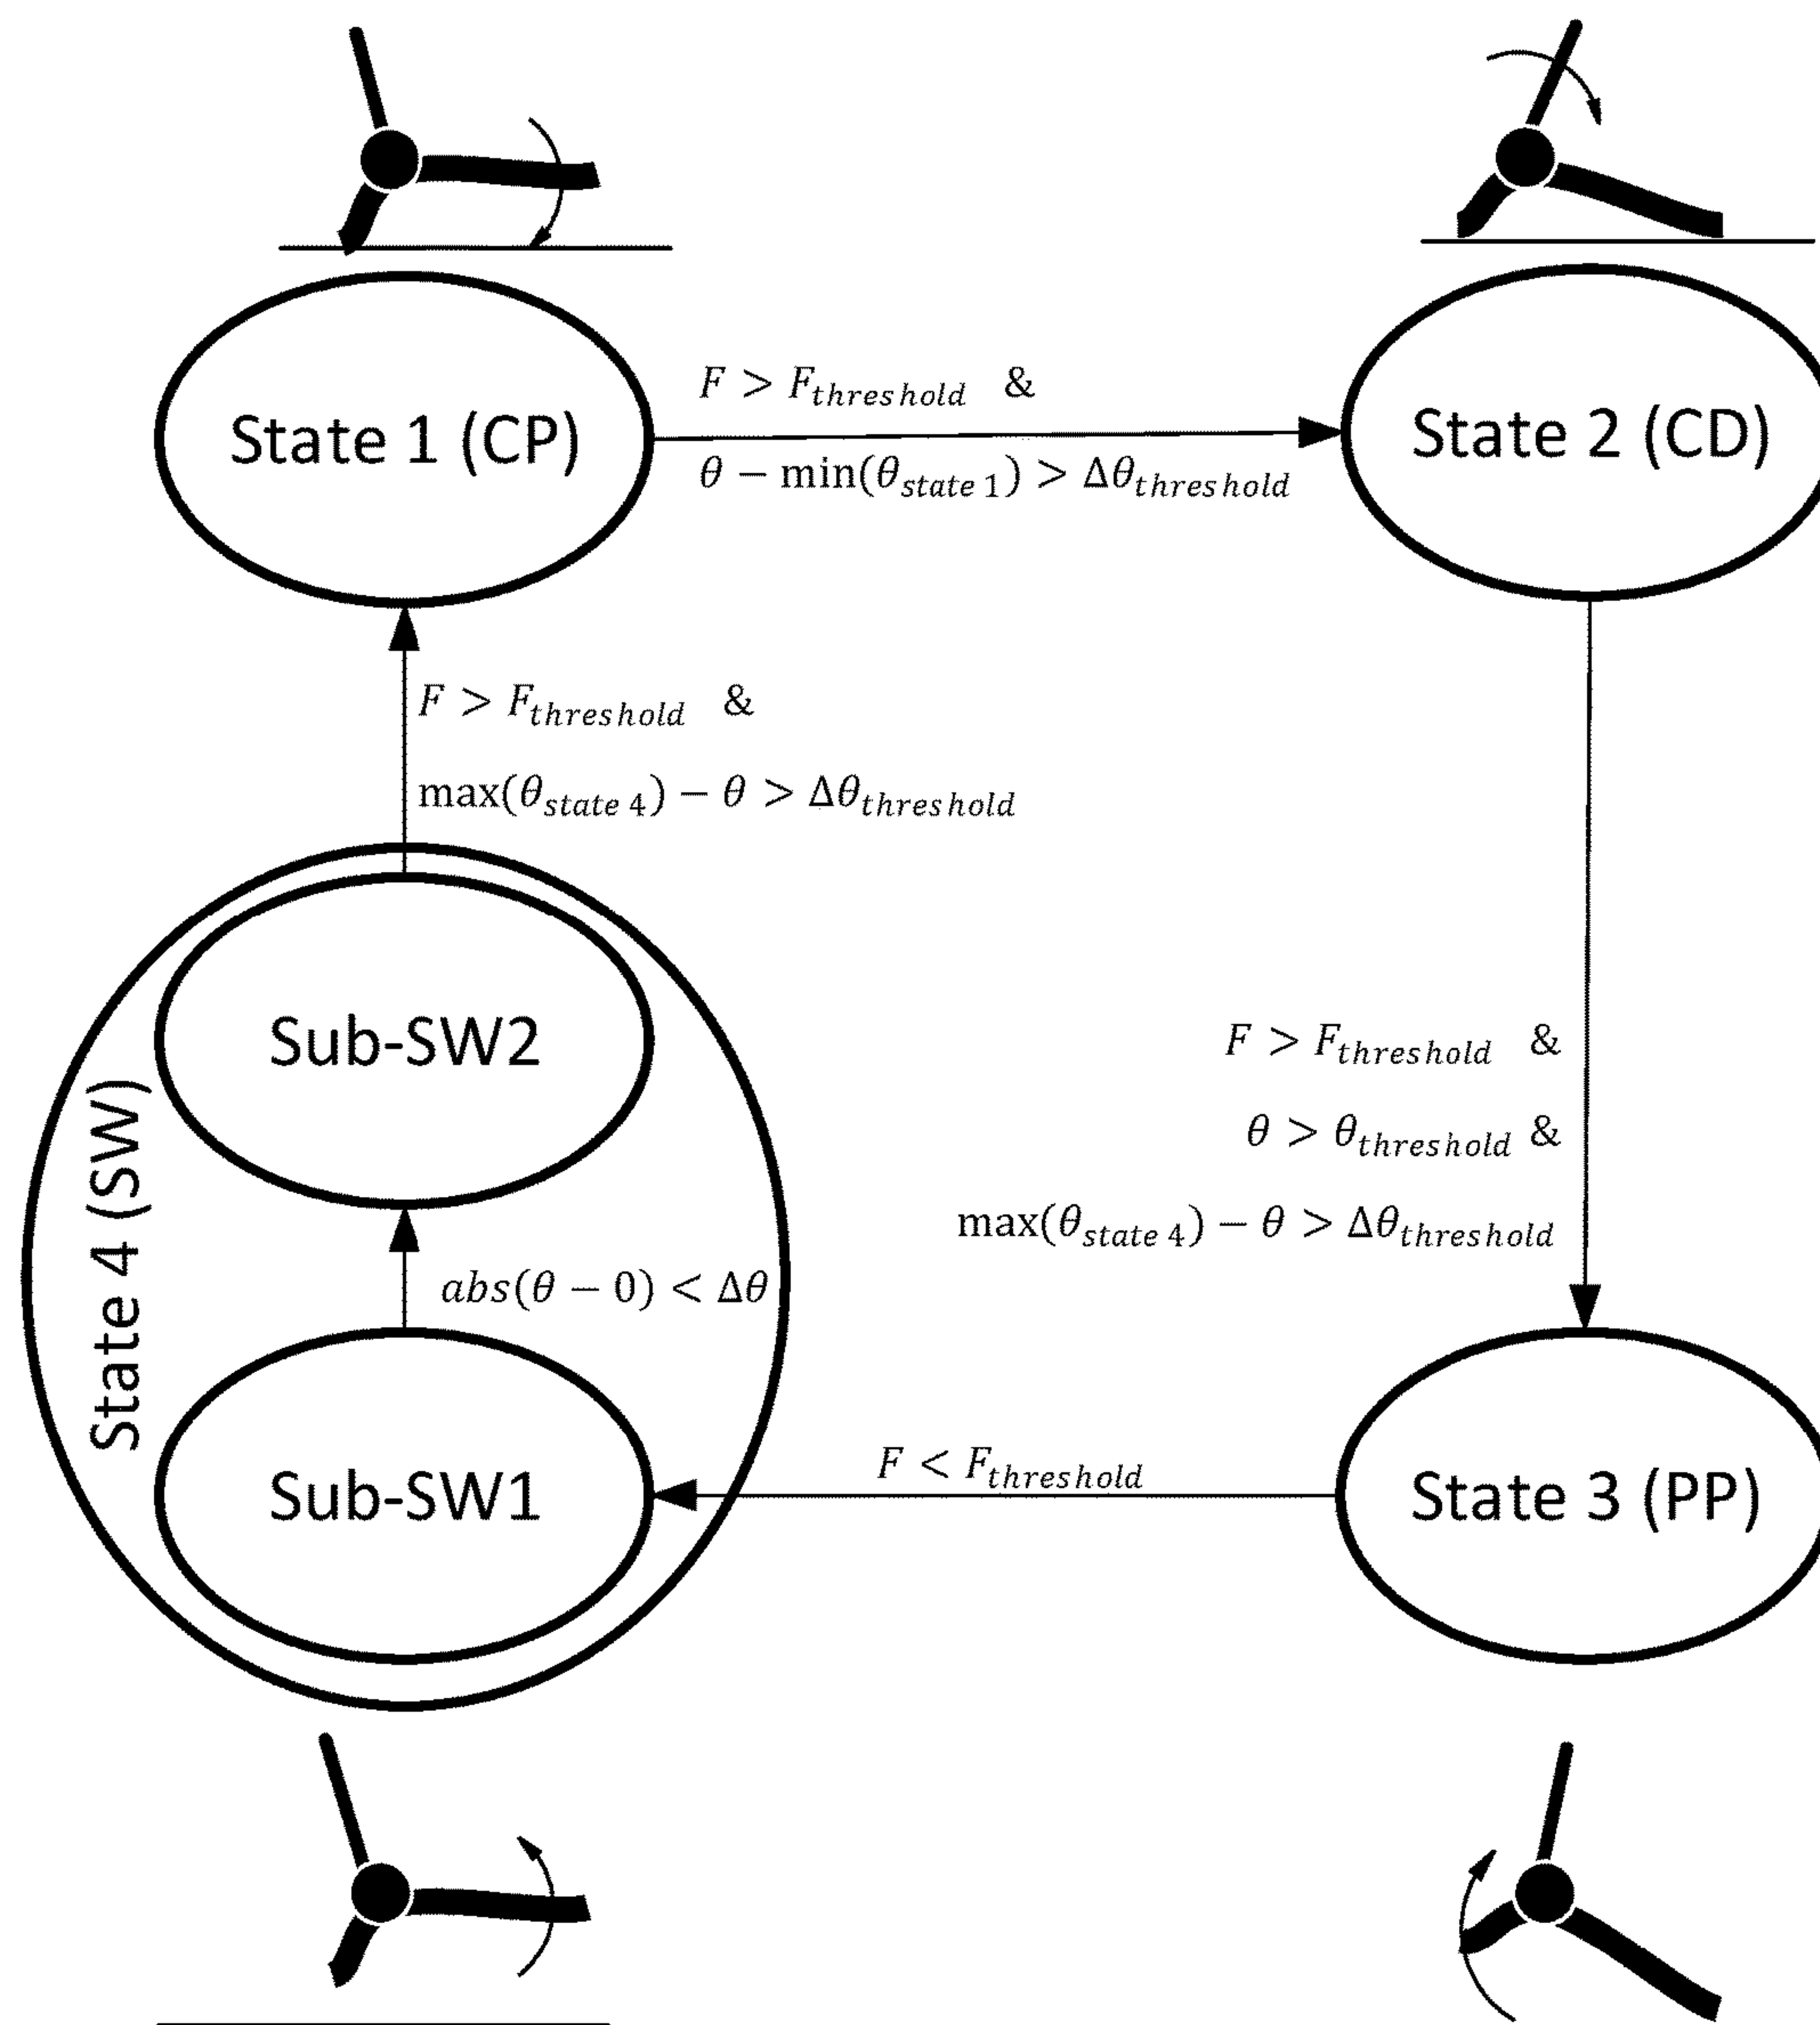 State 1 (CP)
F > F_threshold &
θ − min(θ_state 1) > Δθ_threshold
State 2 (CD)
F > F_threshold &
max(θ_state 4) − θ > Δθ_threshold
State 4 (SW)
Sub-SW2
abs(θ − 0) < Δθ
Sub-SW1
F > F_threshold &
θ > θ_threshold &
max(θ_state 4) − θ > Δθ_threshold
F < F_threshold
State 3 (PP)